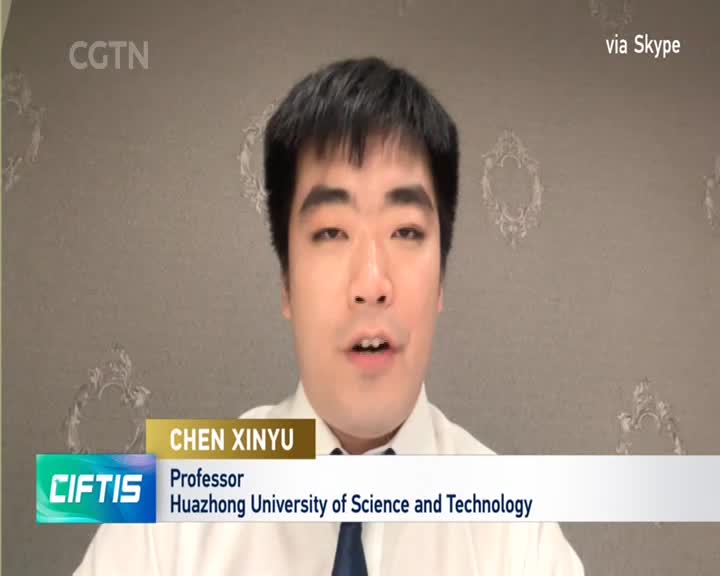 CGTN
via Skype
CHEN XINYU
CIFTIS
Professor
Huazhong University of Science and Technology